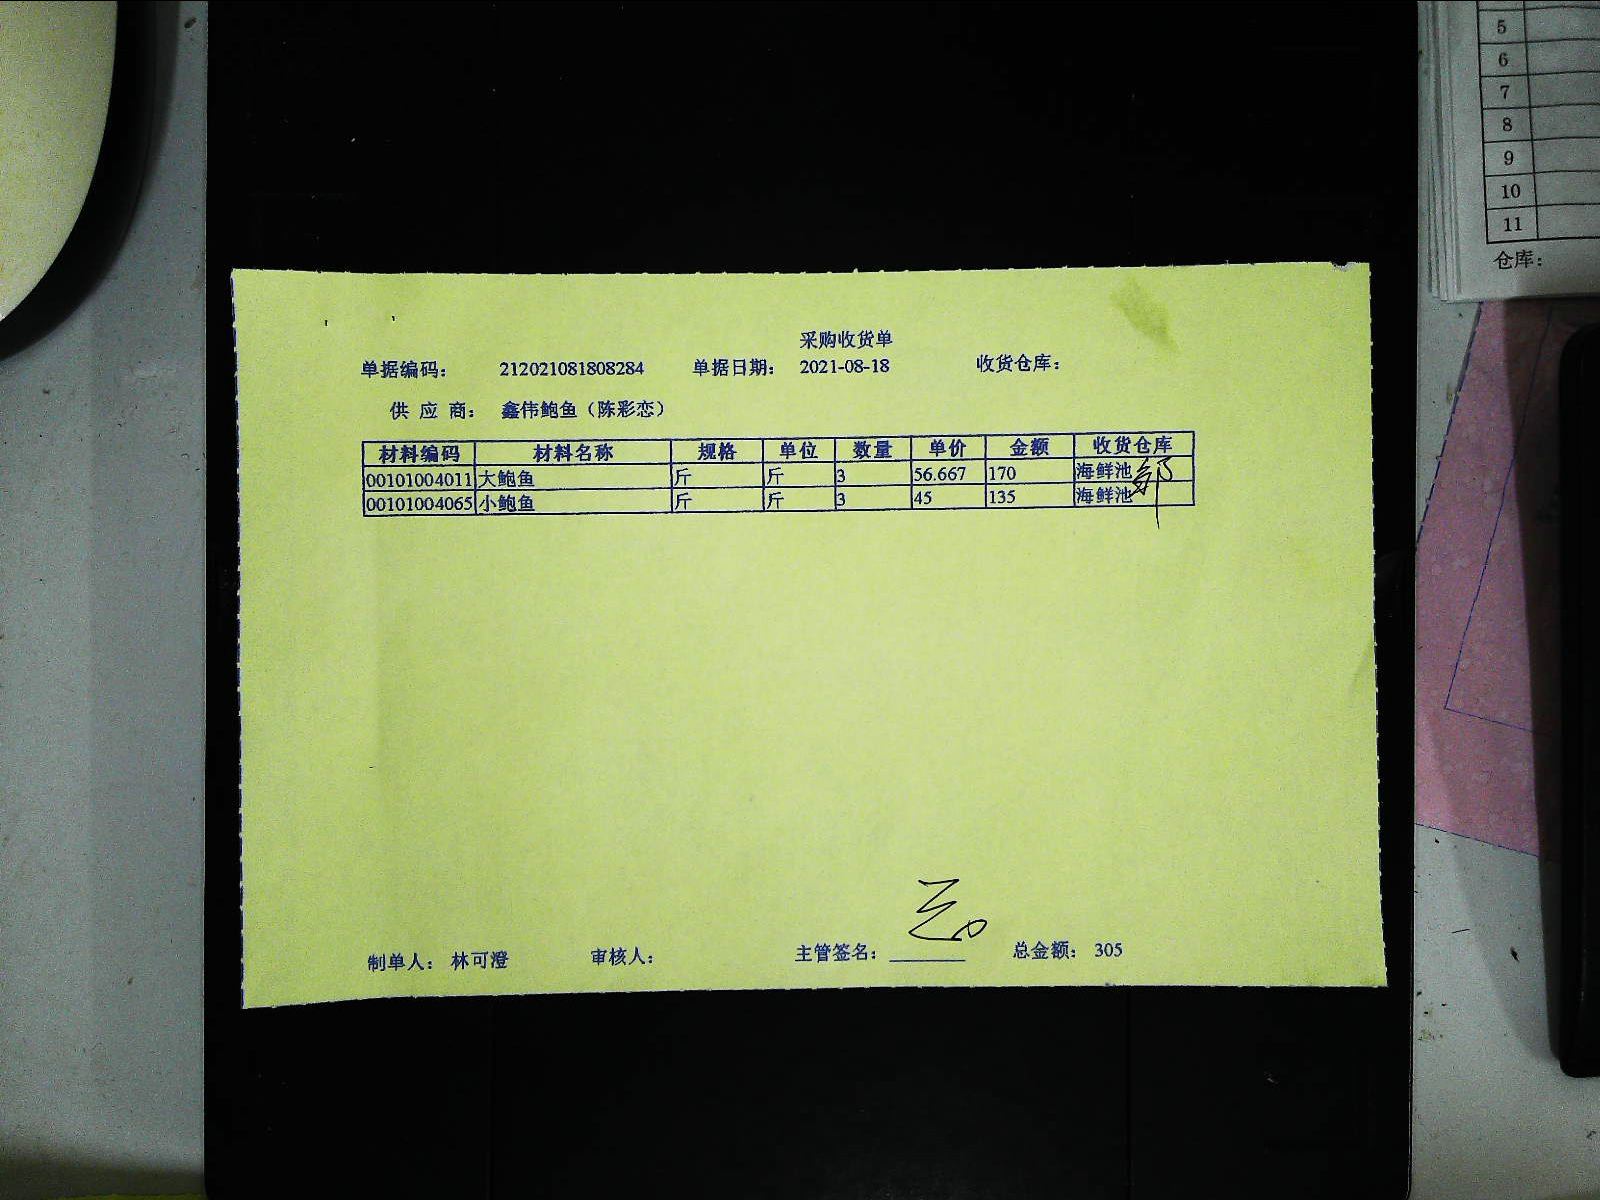 采购收货单
单据编码： 212021081808284 单据日期： 2021-08-18 收货仓库：
供 应 商： 鑫伟鲍鱼（陈彩恋）
材料编码 材料名称 规格 单位 数量 单价 金额 收货仓库
00101004011 大鲍鱼 斤 斤 3 56.667 170 海鲜池
00101004065 小鲍鱼 斤 斤 3 45 135 海鲜池
制单人： 林可澄 审核人： 主管签名： 总金额： 305
5
6
7
8
9
10
11
仓库：